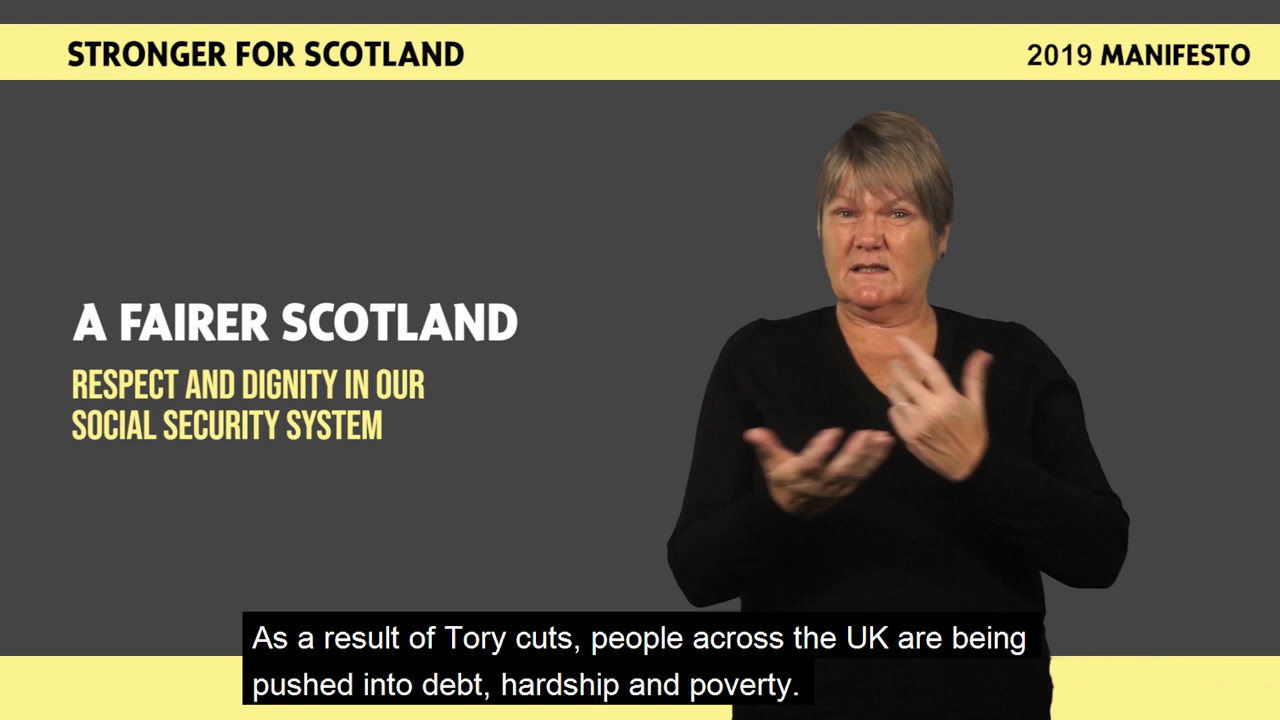 STRONGER FOR SCOTLAND
2019 MANIFESTO
A FAIRER SCOTLAND
RESPECT AND DIGNITY IN OUR
SOCIAL SECURITY SYSTEM
As a result of Tory cuts, people across the UK are being
pushed into debt, hardship and poverty.